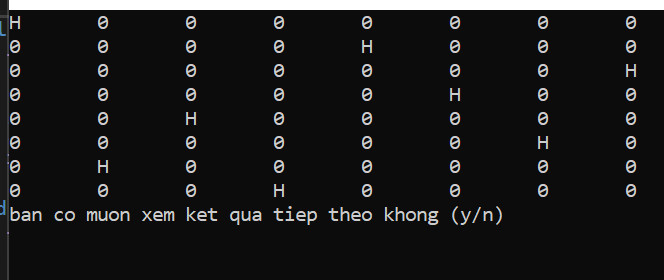 H 0 0 0 0 0 0 0
0 0 0 0 H 0 0 0
0 0 0 0 0 0 0 H
0 0 0 0 0 H 0 0
0 0 H 0 0 0 0 0
0 0 0 0 0 0 H 0
0 H 0 0 0 0 0 0
0 0 0 H 0 0 0 0
ban co muon xem ket qua tiep theo khong (y/n)